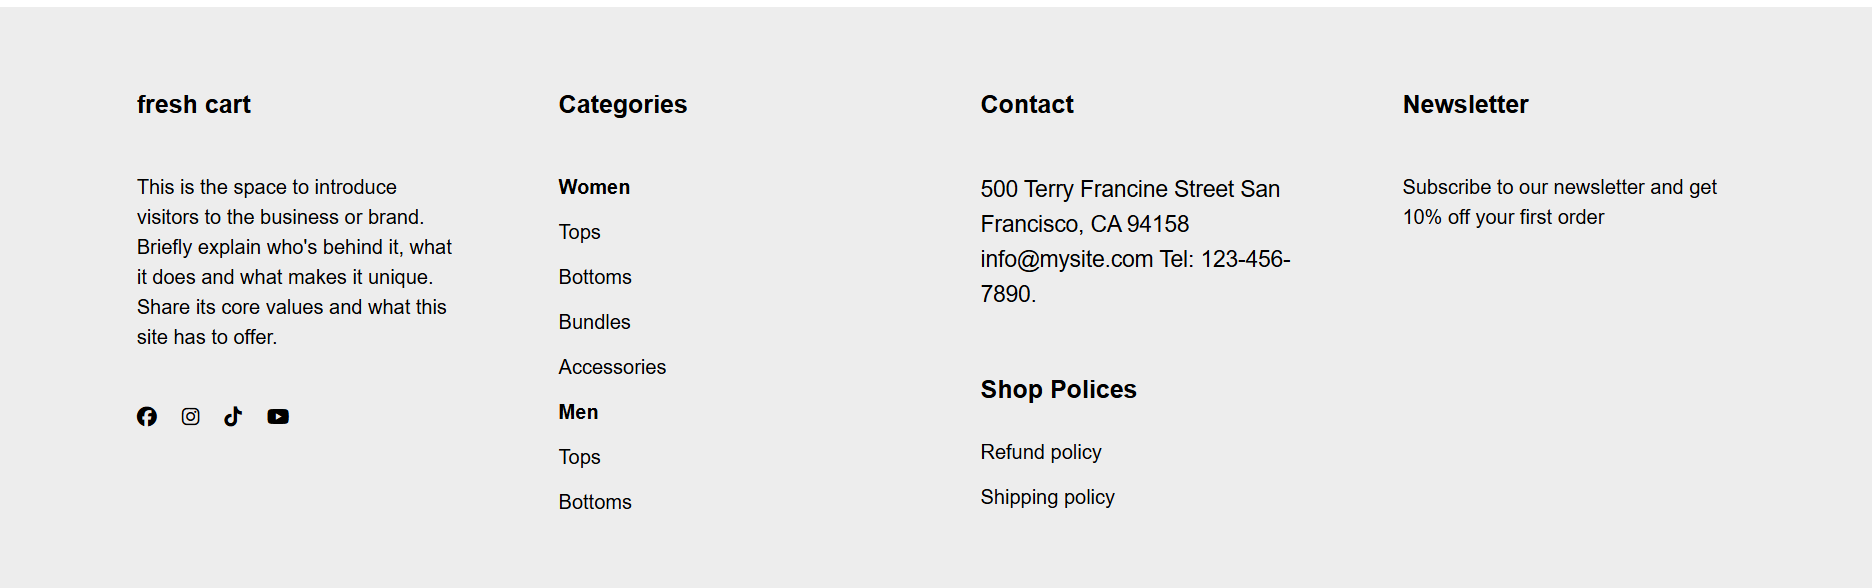 fresh cart
This is the space to introduce
visitors to the business or brand.
Briefly explain who's behind it, what
it does and what makes it unique.
Share its core values and what this
site has to offer.
Categories
Women
Tops
Bottoms
Bundles
Accessories
Men
Tops
Bottoms
Contact
500 Terry Francine Street San
Francisco, CA 94158
info@mysite.com Tel: 123-456-
7890.
Shop Polices
Refund policy
Shipping policy
Newsletter
Subscribe to our newsletter and get
10% off your first order